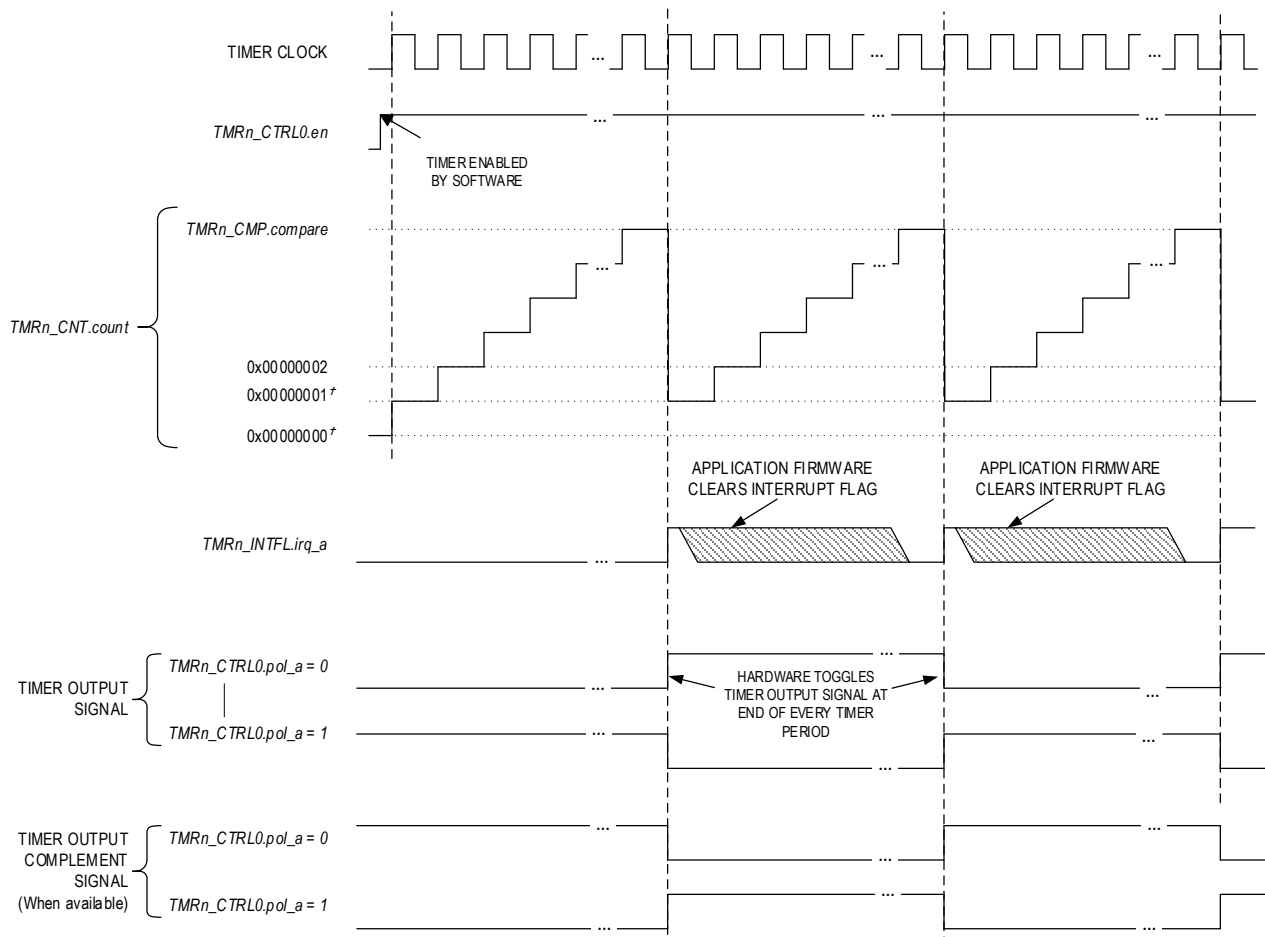 TIMER CLOCK
...
...
...
TMRn_CTRL0.en
...
...
...
TIMER ENABLED
BY SOFTWARE
TMRn_CMP.compare
...
...
...
TMRn_CNT.count
0x00000002
0x00000001†
0x00000000†
APPLICATION FIRMWARE
CLEARS INTERRUPT FLAG
APPLICATION FIRMWARE
CLEARS INTERRUPT FLAG
TMRn_INTFL.irq_a
...
TIMER OUTPUT
SIGNAL
TMRn_CTRL0.pol_a = 0
...
...
...
TMRn_CTRL0.pol_a = 1
...
...
...
HARDWARE TOGGLES
TIMER OUTPUT SIGNAL AT
END OF EVERY TIMER
PERIOD
TIMER OUTPUT
COMPLEMENT
SIGNAL
(When available)
TMRn_CTRL0.pol_a = 0
...
...
...
TMRn_CTRL0.pol_a = 1
...
...
...